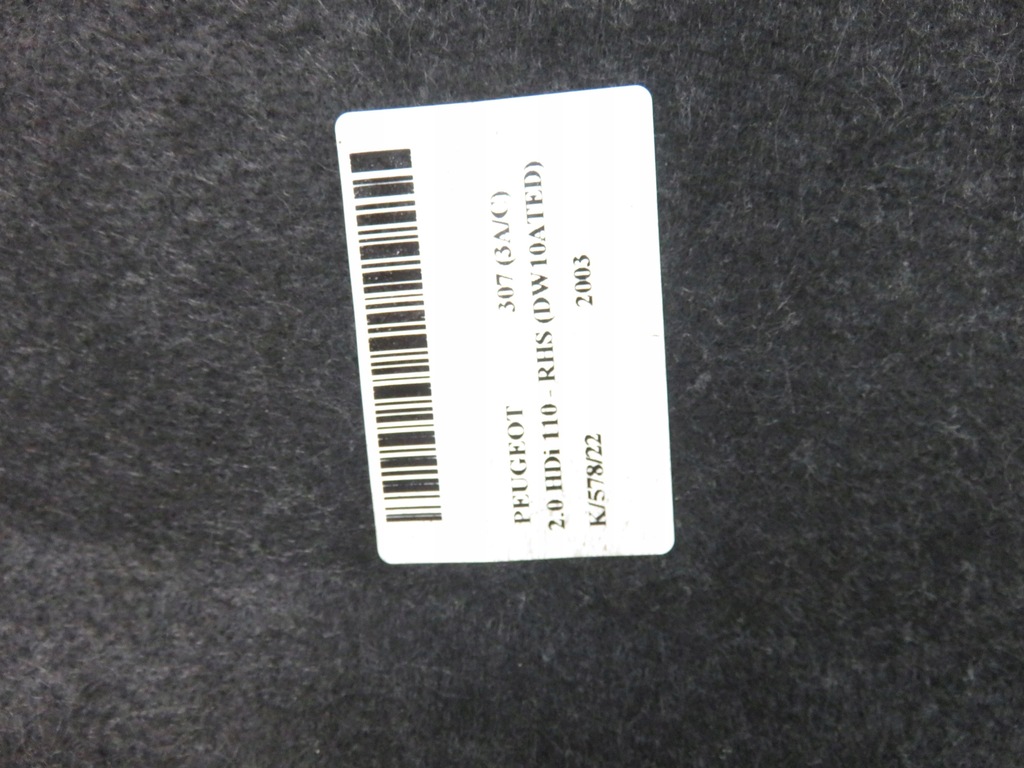 PEUGEOT 307 (3A/C)
2.0 HDi 110 - RHS (DW10ATED)
K/578/22 2003